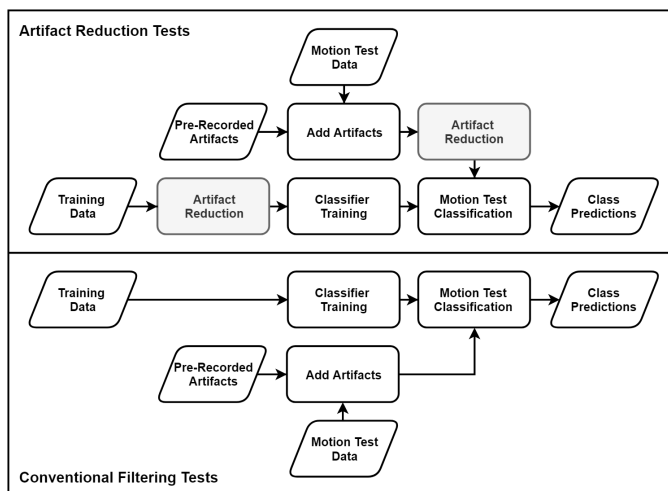 Artifact Reduction Tests
Motion Test
Data
Pre-Recorded
Artifacts
Add Artifacts
Artifact
Reduction
Training
Data
Artifact
Reduction
Classifier
Training
Motion Test
Classification
Class
Predictions
Training
Data
Classifier
Training
Motion Test
Classification
Class
Predictions
Pre-Recorded
Artifacts
Add Artifacts
Motion Test
Data
Conventional Filtering Tests